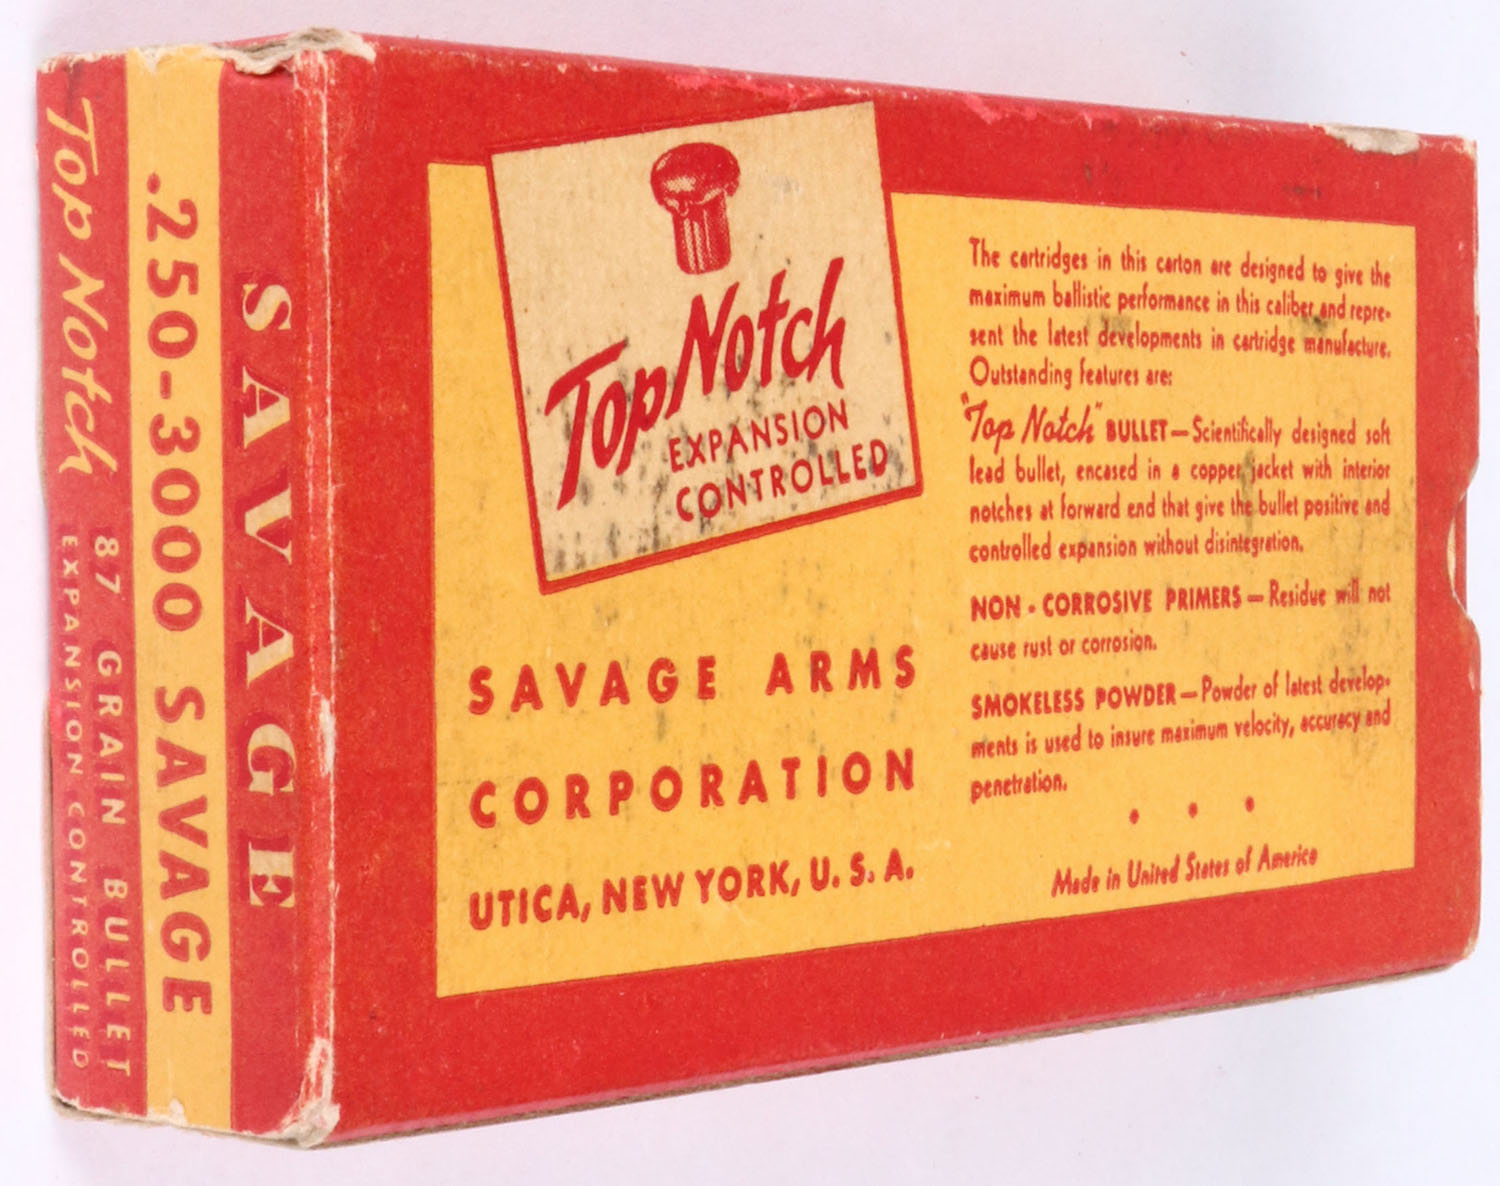 Top Notch
87 GRAIN BULLET
EXPANSION CONTROLLED
.250-3000 SAVAGE
SAVAGE
Top Notch
EXPANSION
CONTROLLED
SAVAGE ARMS
CORPORATION
UTICA, NEW YORK, U. S. A.
The cartridges in this carton are designed to give the
maximum ballistic performance in this caliber and repre-
sent the latest developments in cartridge manufacture.
Outstanding features are:
"Top Notch" BULLET—Scientifically designed soft
lead bullet, encased in a copper jacket with interior
notches at forward end that give the bullet positive and
controlled expansion without disintegration.
NON-CORROSIVE PRIMERS—Residue will not
cause rust or corrosion.
SMOKELESS POWDER—Powder of latest develop-
ments is used to insure maximum velocity, accuracy and
penetration.
Made in United States of America